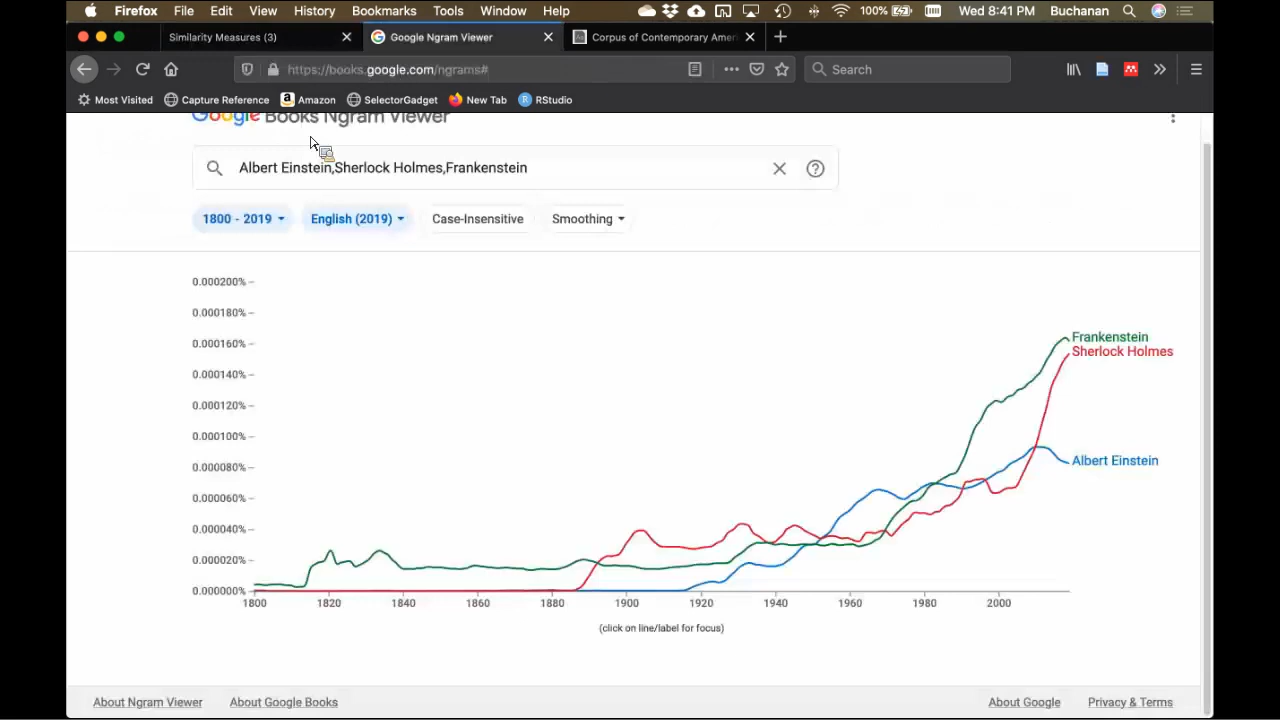 Firefox File Edit View History Bookmarks Tools Window Help 100% Wed 8:41 PM Buchanan
Similarity Measures (3) Google Ngram Viewer Corpus of Contemporary Ameri
https://books.google.com/ngrams# Search
Most Visited Capture Reference Amazon SelectorGadget New Tab RStudio
Google Books Ngram Viewer
Albert Einstein,Sherlock Holmes,Frankenstein
1800 - 2019 English (2019) Case-Insensitive Smoothing
0.000200%
0.000180%
0.000160%
0.000140%
0.000120%
0.000100%
0.000080%
0.000060%
0.000040%
0.000020%
0.000000%
Frankenstein
Sherlock Holmes
Albert Einstein
1800 1820 1840 1860 1880 1900 1920 1940 1960 1980 2000
(click on line/label for focus)
About Ngram Viewer About Google Books About Google Privacy & Terms